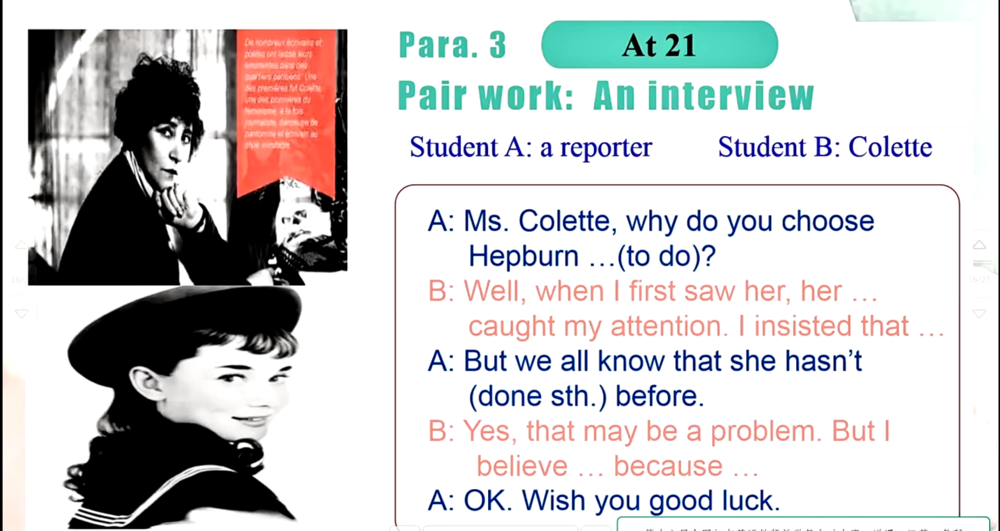 De nombreux écrivains et
poètes ont laissé leurs
empreintes dans des
quartiers parisiens. Une
des premières fut Colette,
une des pionnières du
féminisme, à la fois
journaliste, danseuse de
pantomime et écrivain au
style inimitable
Para. 3 At 21
Pair work: An interview
Student A: a reporter Student B: Colette
A: Ms. Colette, why do you choose
Hepburn ...(to do)?
B: Well, when I first saw her, her ...
caught my attention. I insisted that ...
A: But we all know that she hasn't
(done sth.) before.
B: Yes, that may be a problem. But I
believe ... because ...
A: OK. Wish you good luck.
16/
16/27